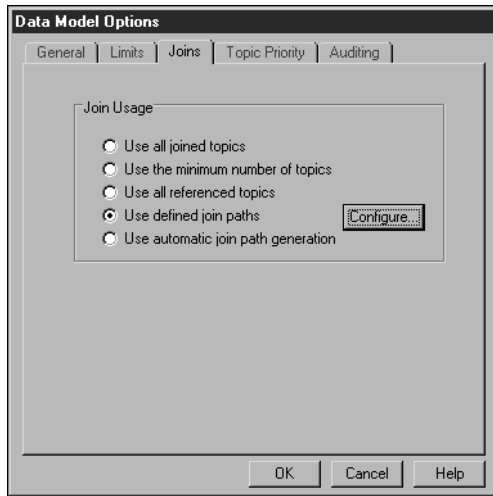 Data Model Options
General Limits Joins Topic Priority Auditing
Join Usage
Use all joined topics
Use the minimum number of topics
Use all referenced topics
Use defined join paths Configure...
Use automatic join path generation
OK Cancel Help